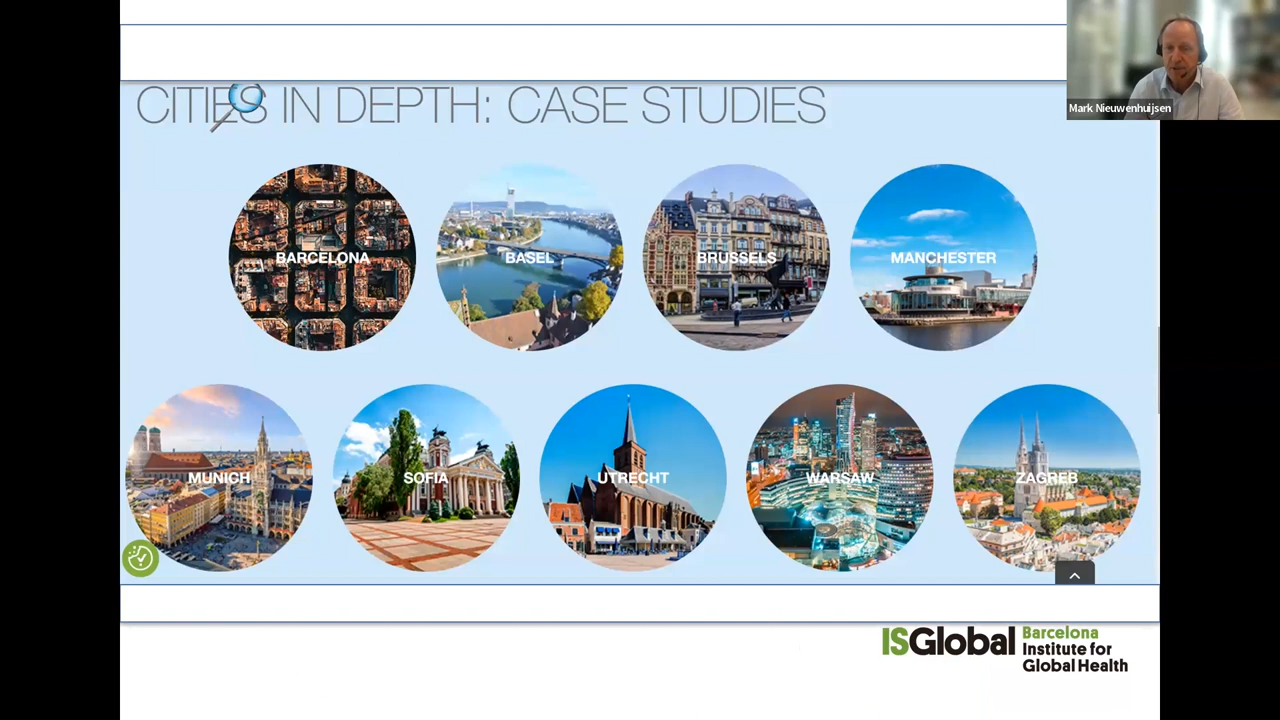 Mark Nieuwenhuijsen
CITIES IN DEPTH: CASE STUDIES
BARCELONA
BASEL
BRUSSELS
MANCHESTER
MUNICH
SOFIA
UTRECHT
WARSAW
ZAGREB
ISGlobal
Barcelona
Institute for
Global Health